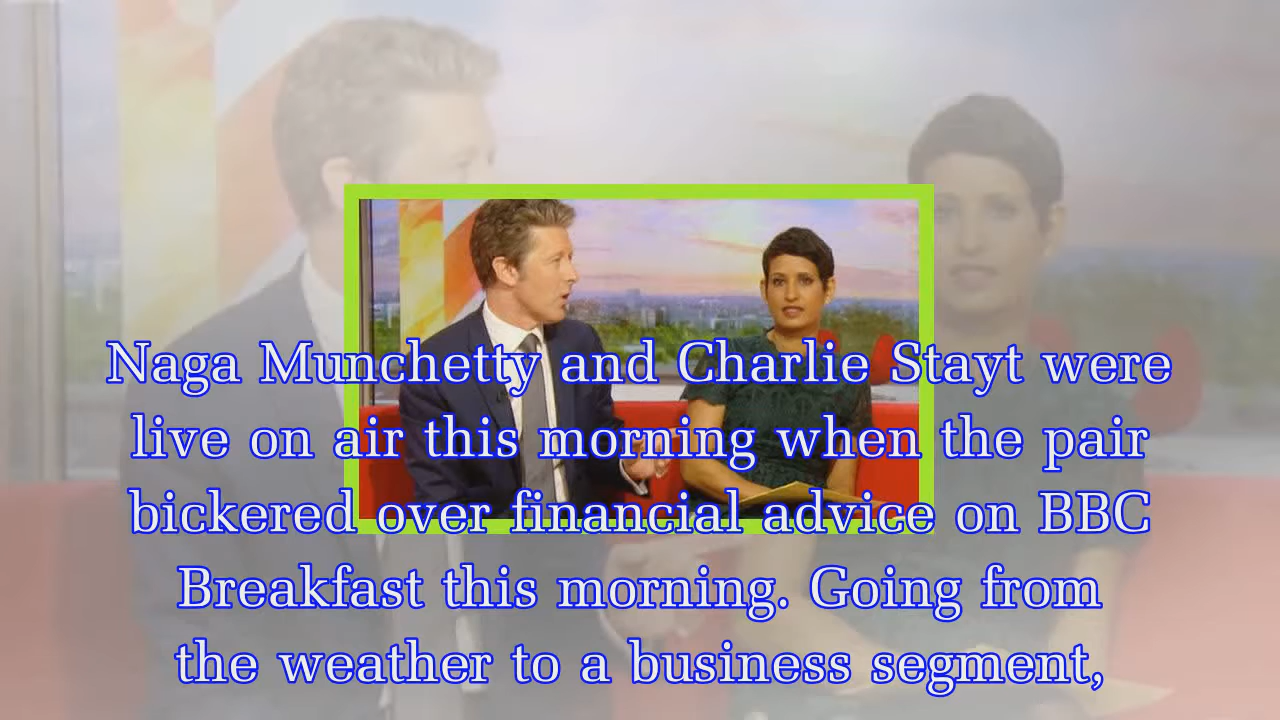 Naga Munchetty and Charlie Stayt were
live on air this morning when the pair
bickered over financial advice on BBC
Breakfast this morning. Going from
the weather to a business segment,